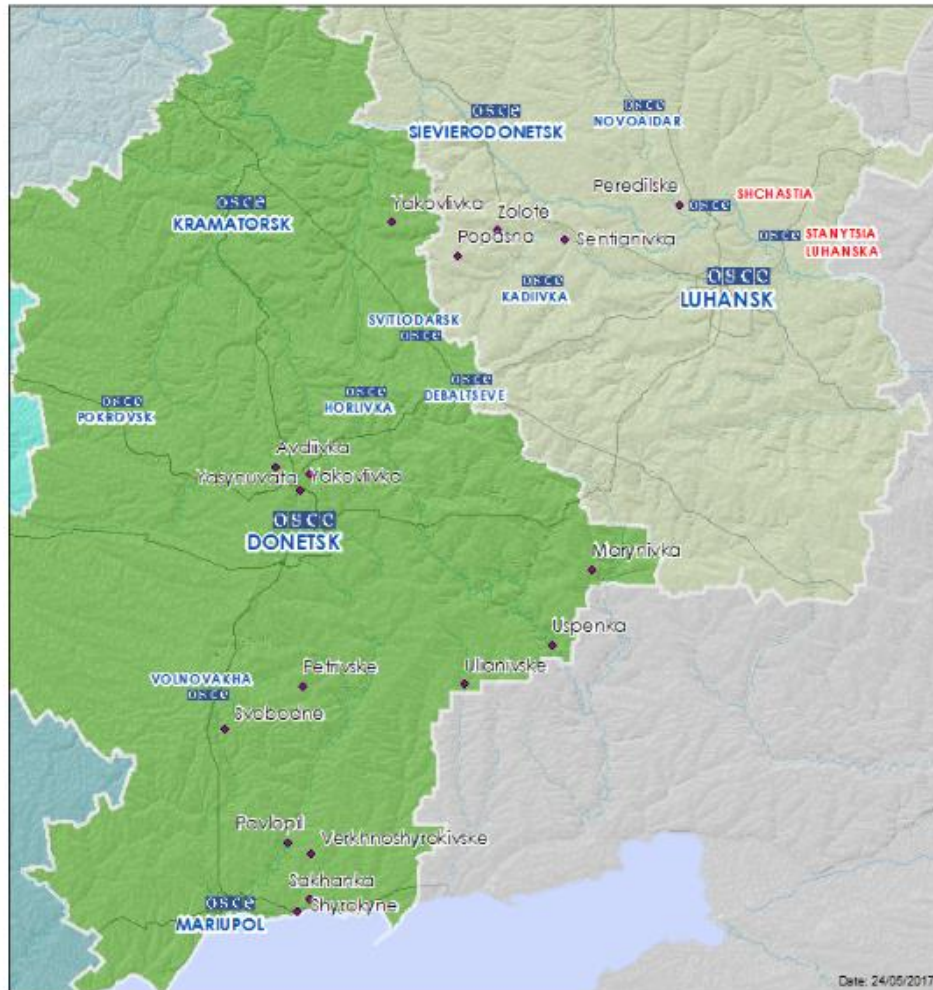 osce
SIEVIERODONETSK
osce
NOVOAIDAR
Peredilske
osce
SHCHASTIA
osce
KRAMATORSK
Yakovlivka
Zolote
Popasna
Sentianivka
osce
STANYTSIA
LUHANSKA
osce
KADIIVKA
osce
LUHANSK
SVITLODARSK
osce
osce
DEBALTSEVE
osce
HORLIVKA
osce
POKROVSK
Avdiivka
Yasynuvata
Yakovlivka
osce
DONETSK
Marynivka
Uspenka
Ulianivske
Petrivske
VOLNOVAKHA
osce
Svobodne
Pavlopil
Verkhnoshyrokivske
Sakhanka
Shyrokyne
osce
MARIUPOL
Date: 24/05/2017